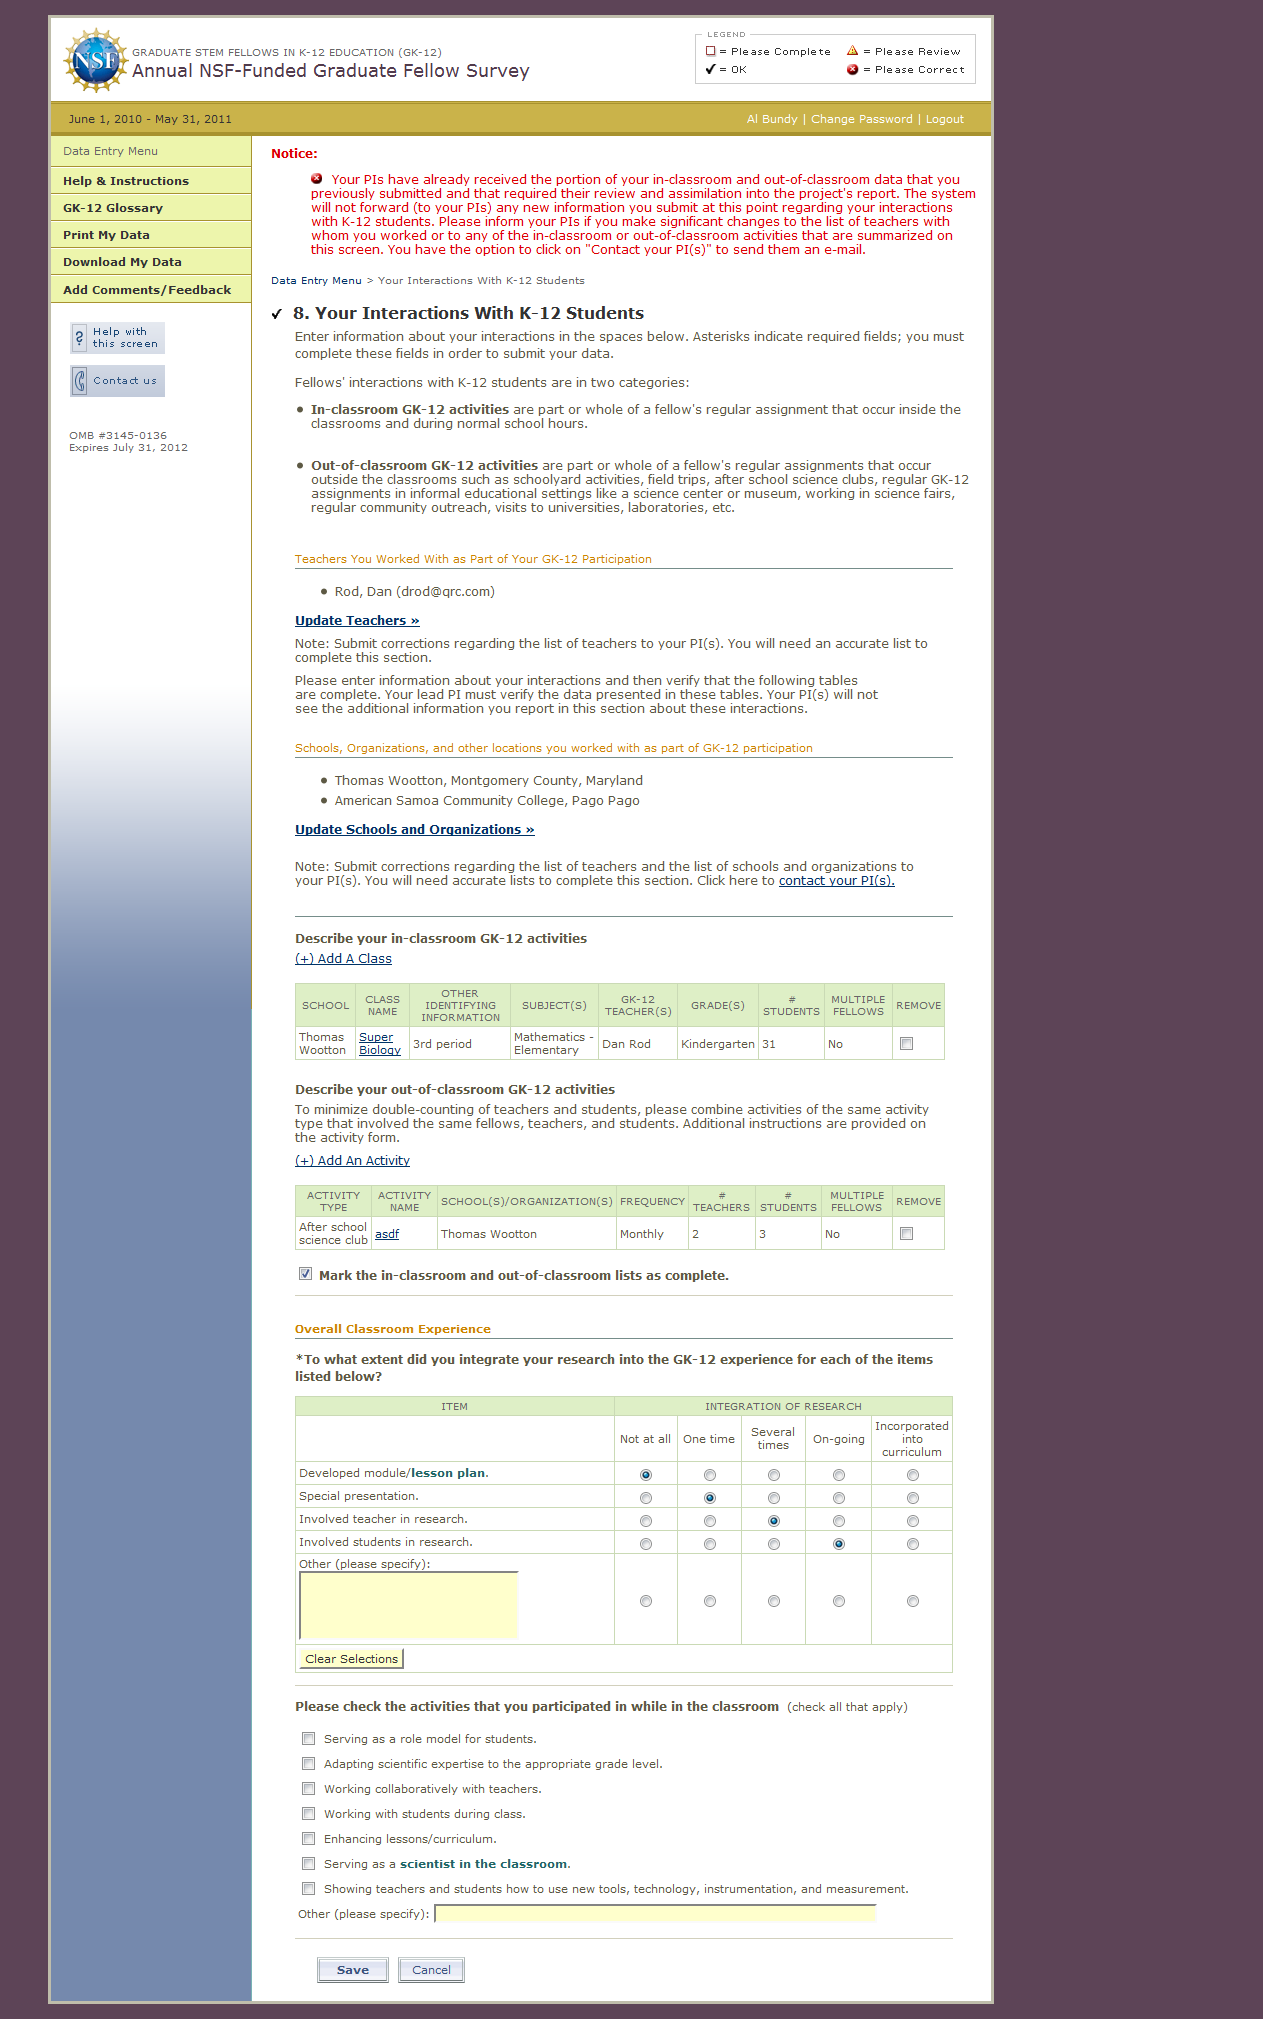 NSF
GRADUATE STEM FELLOWS IN K-12 EDUCATION (GK-12)
Annual NSF-Funded Graduate Fellow Survey
LEGEND
= Please Complete
= Please Review
= OK
= Please Correct
June 1, 2010 - May 31, 2011
Al Bundy | Change Password | Logout
Data Entry Menu
Help & Instructions
GK-12 Glossary
Print My Data
Download My Data
Add Comments/Feedback
? Help with
this screen
Contact us
OMB #3145-0136
Expires July 31, 2012
Notice:
Your PIs have already received the portion of your in-classroom and out-of-classroom data that you
previously submitted and that required their review and assimilation into the project's report. The system
will not forward (to your PIs) any new information you submit at this point regarding your interactions
with K-12 students. Please inform your PIs if you make significant changes to the list of teachers with
whom you worked or to any of the in-classroom or out-of-classroom activities that are summarized on
this screen. You have the option to click on "Contact your PI(s)" to send them an e-mail.
Data Entry Menu > Your Interactions With K-12 Students
8. Your Interactions With K-12 Students
Enter information about your interactions in the spaces below. Asterisks indicate required fields; you must
complete these fields in order to submit your data.
Fellows' interactions with K-12 students are in two categories:
• In-classroom GK-12 activities are part or whole of a fellow's regular assignment that occur inside the
classrooms and during normal school hours.
• Out-of-classroom GK-12 activities are part or whole of a fellow's regular assignments that occur
outside the classrooms such as schoolyard activities, field trips, after school science clubs, regular GK-12
assignments in informal educational settings like a science center or museum, working in science fairs,
regular community outreach, visits to universities, laboratories, etc.
Teachers You Worked With as Part of Your GK-12 Participation
• Rod, Dan (drod@qrc.com)
Update Teachers »
Note: Submit corrections regarding the list of teachers to your PI(s). You will need an accurate list to
complete this section.
Please enter information about your interactions and then verify that the following tables
are complete. Your lead PI must verify the data presented in these tables. Your PI(s) will not
see the additional information you report in this section about these interactions.
Schools, Organizations, and other locations you worked with as part of GK-12 participation
• Thomas Wootton, Montgomery County, Maryland
• American Samoa Community College, Pago Pago
Update Schools and Organizations »
Note: Submit corrections regarding the list of teachers and the list of schools and organizations to
your PI(s). You will need accurate lists to complete this section. Click here to contact your PI(s).
Describe your in-classroom GK-12 activities
(+) Add A Class
SCHOOL CLASS NAME OTHER IDENTIFYING INFORMATION SUBJECT(S) GK-12 TEACHER(S) GRADE(S) # STUDENTS MULTIPLE FELLOWS REMOVE
Thomas Wootton Super Biology 3rd period Mathematics - Elementary Dan Rod Kindergarten 31 No
Describe your out-of-classroom GK-12 activities
To minimize double-counting of teachers and students, please combine activities of the same activity
type that involved the same fellows, teachers, and students. Additional instructions are provided on
the activity form.
(+) Add An Activity
ACTIVITY TYPE ACTIVITY NAME SCHOOL(S)/ORGANIZATION(S) FREQUENCY # TEACHERS # STUDENTS MULTIPLE FELLOWS REMOVE
After school science club asdf Thomas Wootton Monthly 2 3 No
Mark the in-classroom and out-of-classroom lists as complete.
Overall Classroom Experience
*To what extent did you integrate your research into the GK-12 experience for each of the items
listed below?
ITEM INTEGRATION OF RESEARCH
Not at all One time Several times On-going Incorporated into curriculum
Developed module/lesson plan.
Special presentation.
Involved teacher in research.
Involved students in research.
Other (please specify):
Clear Selections
Please check the activities that you participated in while in the classroom (check all that apply)
Serving as a role model for students.
Adapting scientific expertise to the appropriate grade level.
Working collaboratively with teachers.
Working with students during class.
Enhancing lessons/curriculum.
Serving as a scientist in the classroom.
Showing teachers and students how to use new tools, technology, instrumentation, and measurement.
Other (please specify):
Save Cancel